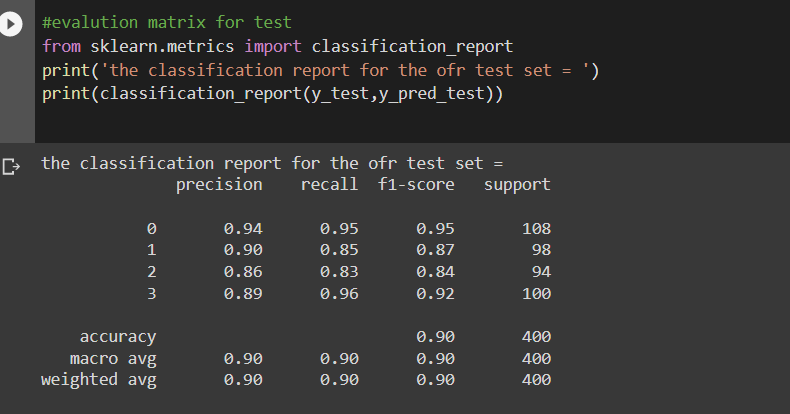 #evalution matrix for test
from sklearn.metrics import classification_report
print('the classification report for the ofr test set = ')
print(classification_report(y_test,y_pred_test))
the classification report for the ofr test set =
precision recall f1-score support
0 0.94 0.95 0.95 108
1 0.90 0.85 0.87 98
2 0.86 0.83 0.84 94
3 0.89 0.96 0.92 100
accuracy 0.90 400
macro avg 0.90 0.90 0.90 400
weighted avg 0.90 0.90 0.90 400